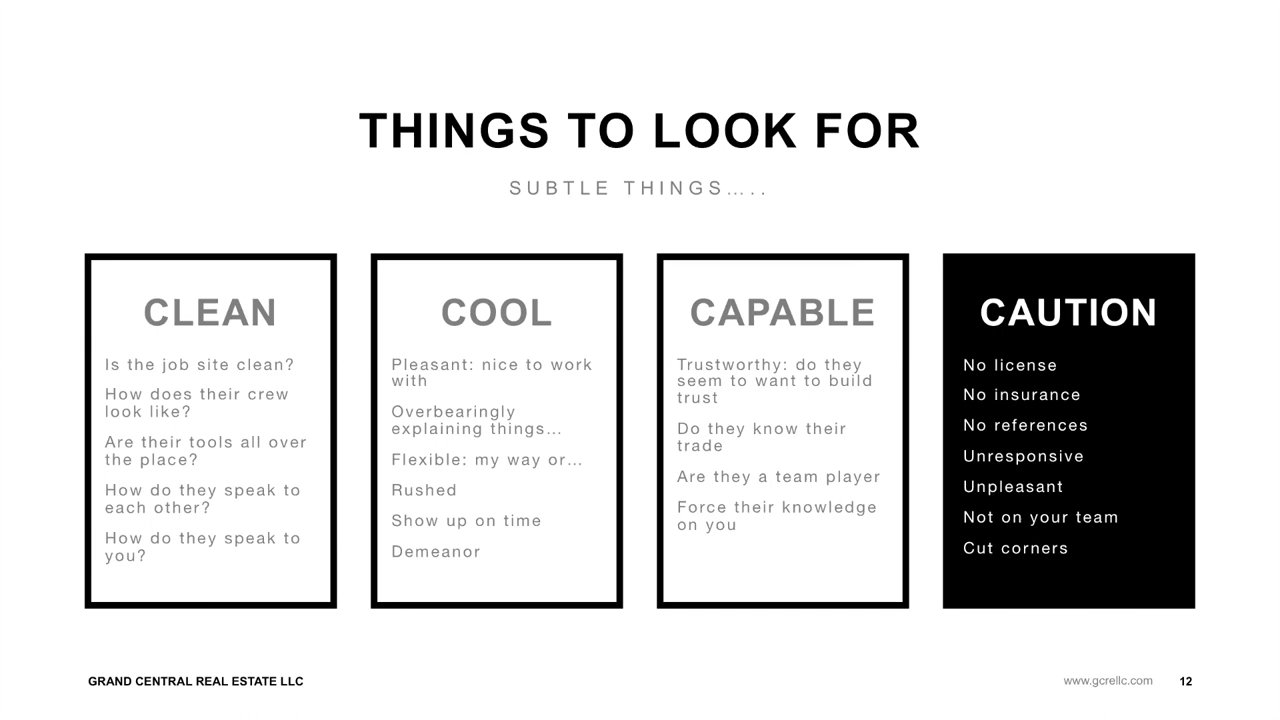 THINGS TO LOOK FOR
SUBTLE THINGS…..
CLEAN
Is the job site clean?
How does their crew
look like?
Are their tools all over
the place?
How do they speak to
each other?
How do they speak to
you?
COOL
Pleasant: nice to work
with
Overbearingly
explaining things…
Flexible: my way or…
Rushed
Show up on time
Demeanor
CAPABLE
Trustworthy: do they
seem to want to build
trust
Do they know their
trade
Are they a team player
Force their knowledge
on you
CAUTION
No license
No insurance
No references
Unresponsive
Unpleasant
Not on your team
Cut corners
GRAND CENTRAL REAL ESTATE LLC
www.gcrellc.com
12